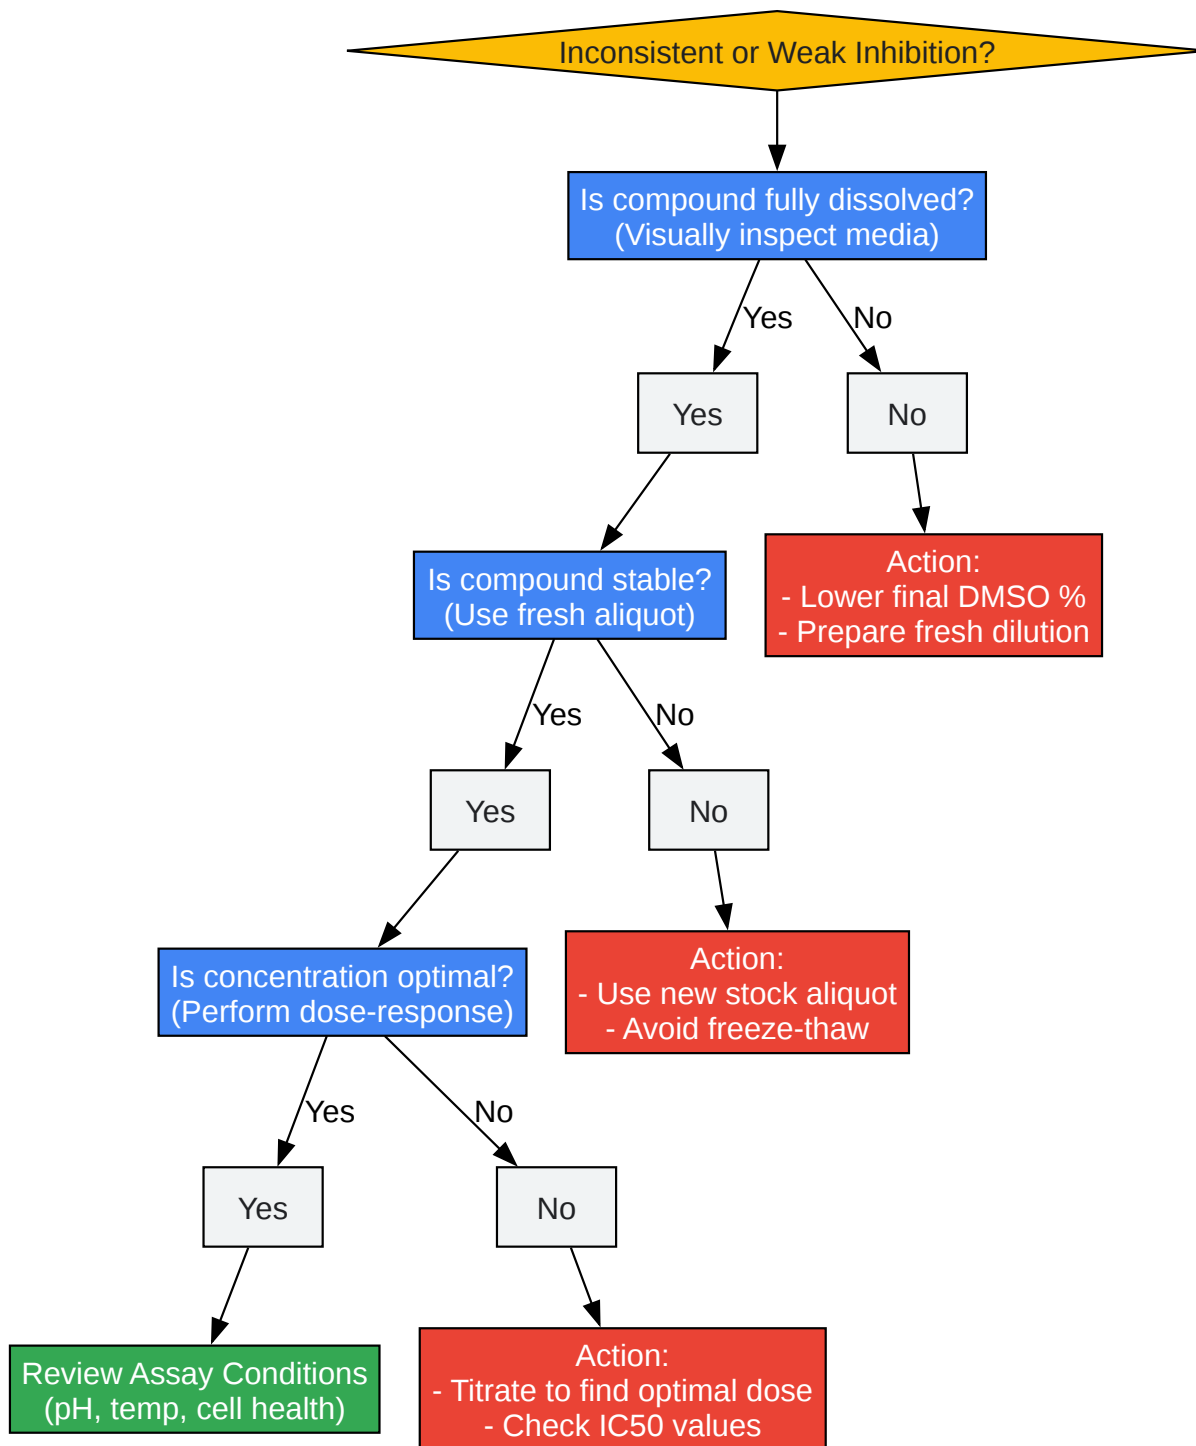 Inconsistent or Weak Inhibition?
Is compound fully dissolved?
(Visually inspect media)
Yes
No
Yes
No
Action:
- Lower final DMSO %
- Prepare fresh dilution
Is compound stable?
(Use fresh aliquot)
Yes
No
Yes
No
Action:
- Use new stock aliquot
- Avoid freeze-thaw
Is concentration optimal?
(Perform dose-response)
Yes
No
Yes
No
Review Assay Conditions
(pH, temp, cell health)
Action:
- Titrate to find optimal dose
- Check IC50 values